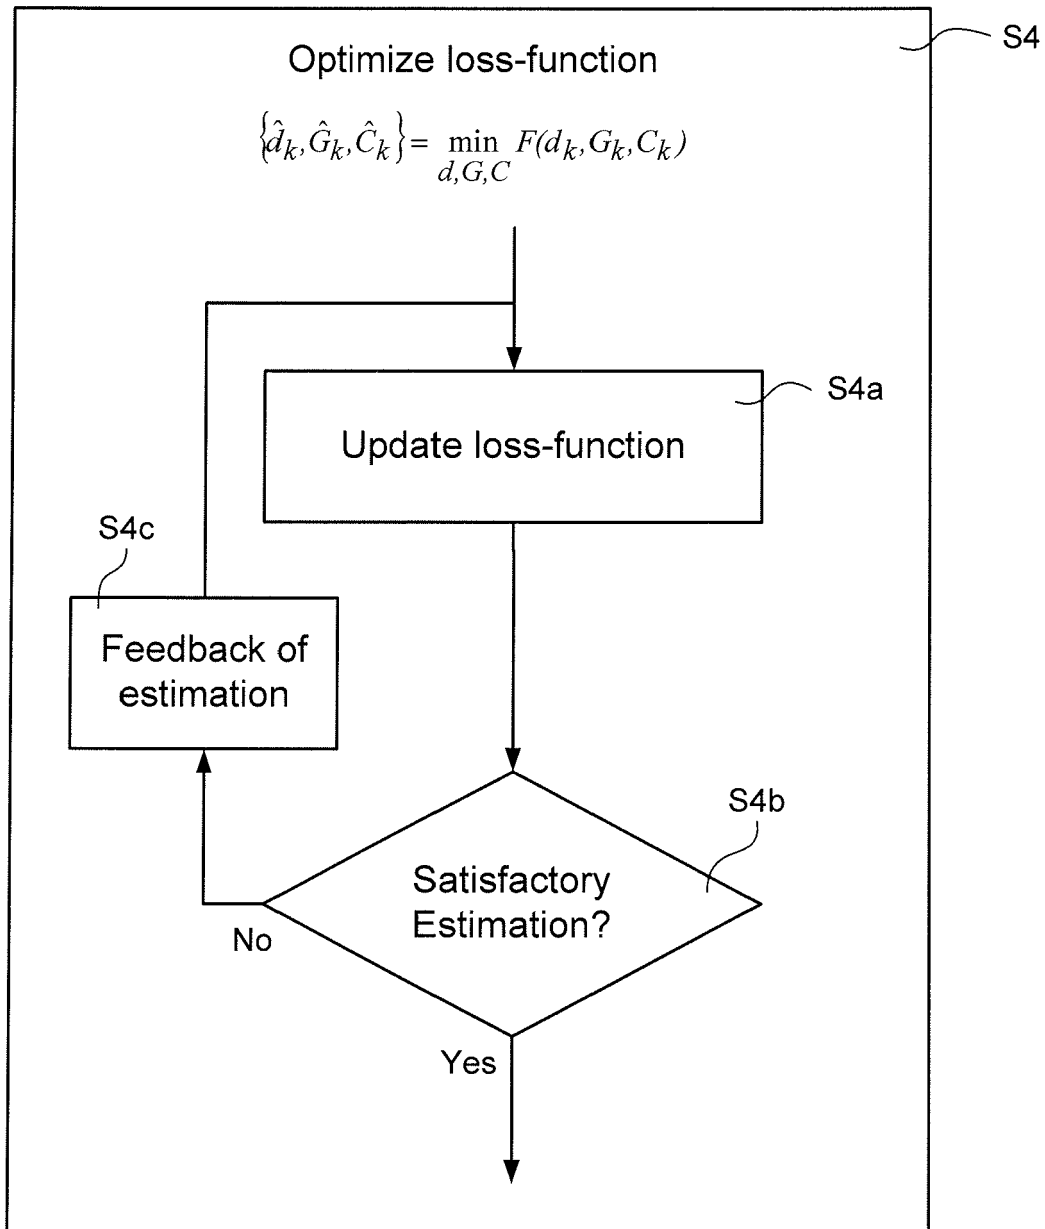 S4
Optimize loss-function
{d̂k, Ĝk, Ĉk} = min F(dk, Gk, Ck)
d,G,C
S4a
Update loss-function
S4c
Feedback of
estimation
S4b
Satisfactory
Estimation?
No
Yes